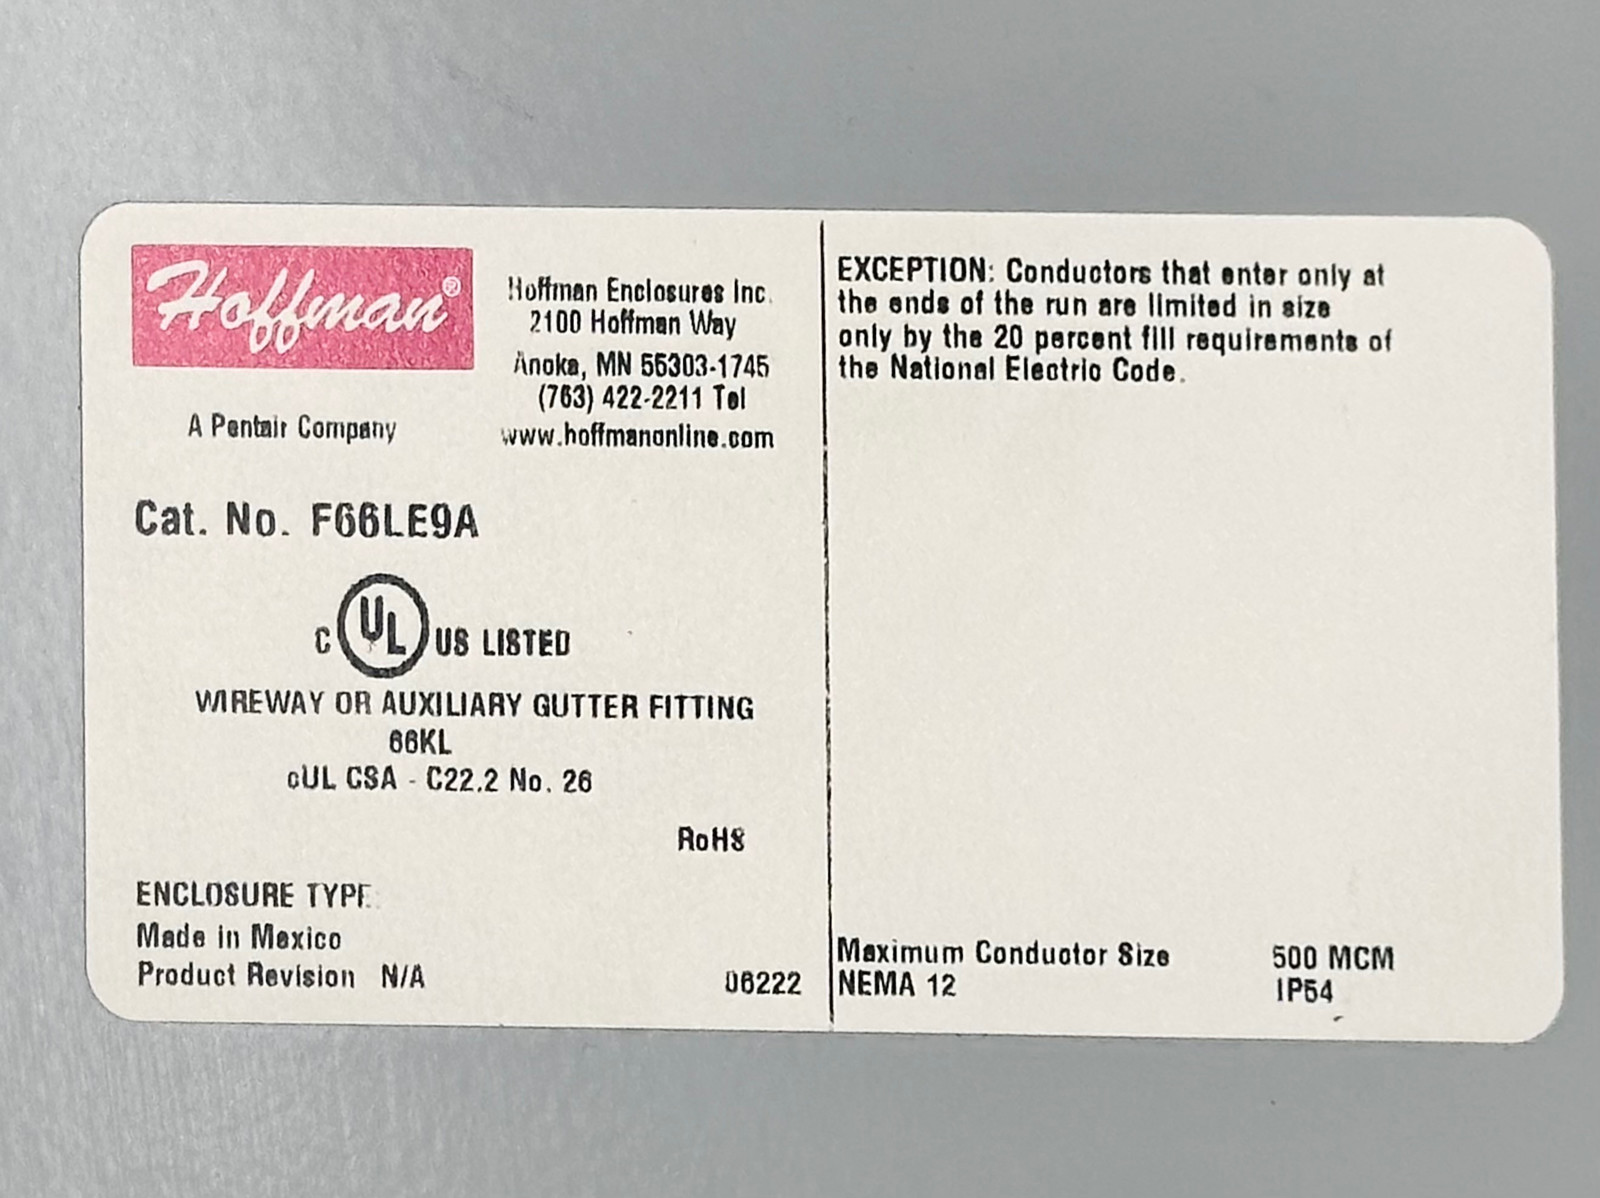 Hoffman®
A Pentair Company
Hoffman Enclosures Inc.
2100 Hoffman Way
Anoka, MN 55303-1745
(763) 422-2211 Tel
www.hoffmanonline.com
Cat. No. F66LE9A
C UL US LISTED
WIREWAY OR AUXILIARY GUTTER FITTING
66KL
cUL CSA - C22.2 No. 26
RoHS
ENCLOSURE TYPE
Made in Mexico
Product Revision N/A
06222
EXCEPTION: Conductors that enter only at
the ends of the run are limited in size
only by the 20 percent fill requirements of
the National Electric Code.
Maximum Conductor Size 500 MCM
NEMA 12 IP54